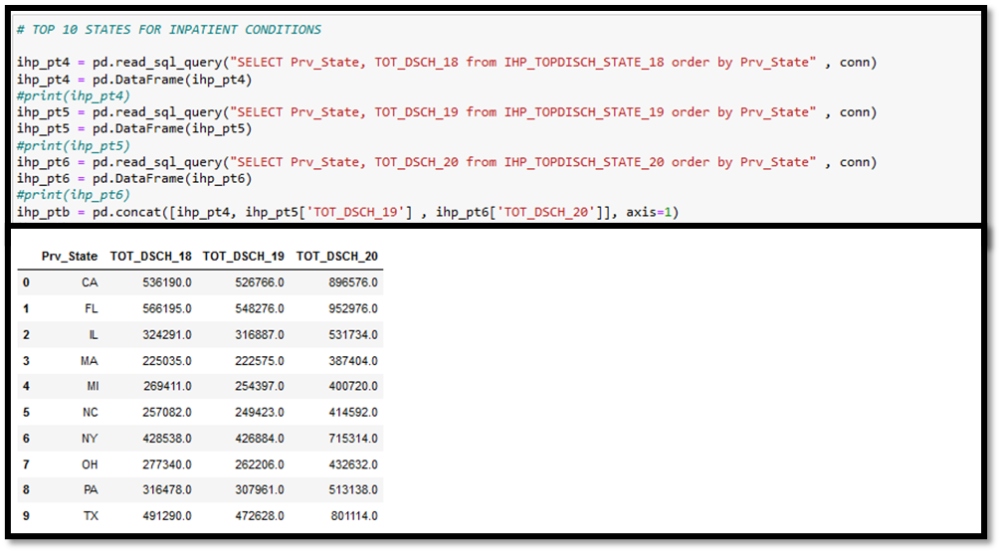 # TOP 10 STATES FOR INPATIENT CONDITIONS
ihp_pt4 = pd.read_sql_query("SELECT Prv_State, TOT_DSCH_18 from IHP_TOPDISCH_STATE_18 order by Prv_State" , conn)
ihp_pt4 = pd.DataFrame(ihp_pt4)
#print(ihp_pt4)
ihp_pt5 = pd.read_sql_query("SELECT Prv_State, TOT_DSCH_19 from IHP_TOPDISCH_STATE_19 order by Prv_State" , conn)
ihp_pt5 = pd.DataFrame(ihp_pt5)
#print(ihp_pt5)
ihp_pt6 = pd.read_sql_query("SELECT Prv_State, TOT_DSCH_20 from IHP_TOPDISCH_STATE_20 order by Prv_State" , conn)
ihp_pt6 = pd.DataFrame(ihp_pt6)
#print(ihp_pt6)
ihp_ptb = pd.concat([ihp_pt4, ihp_pt5['TOT_DSCH_19'] , ihp_pt6['TOT_DSCH_20']], axis=1)
Prv_State TOT_DSCH_18 TOT_DSCH_19 TOT_DSCH_20
0 CA 536190.0 526766.0 896576.0
1 FL 566195.0 548276.0 952976.0
2 IL 324291.0 316887.0 531734.0
3 MA 225035.0 222575.0 387404.0
4 MI 269411.0 254397.0 400720.0
5 NC 257082.0 249423.0 414592.0
6 NY 428538.0 426884.0 715314.0
7 OH 277340.0 262206.0 432632.0
8 PA 316478.0 307961.0 513138.0
9 TX 491290.0 472628.0 801114.0